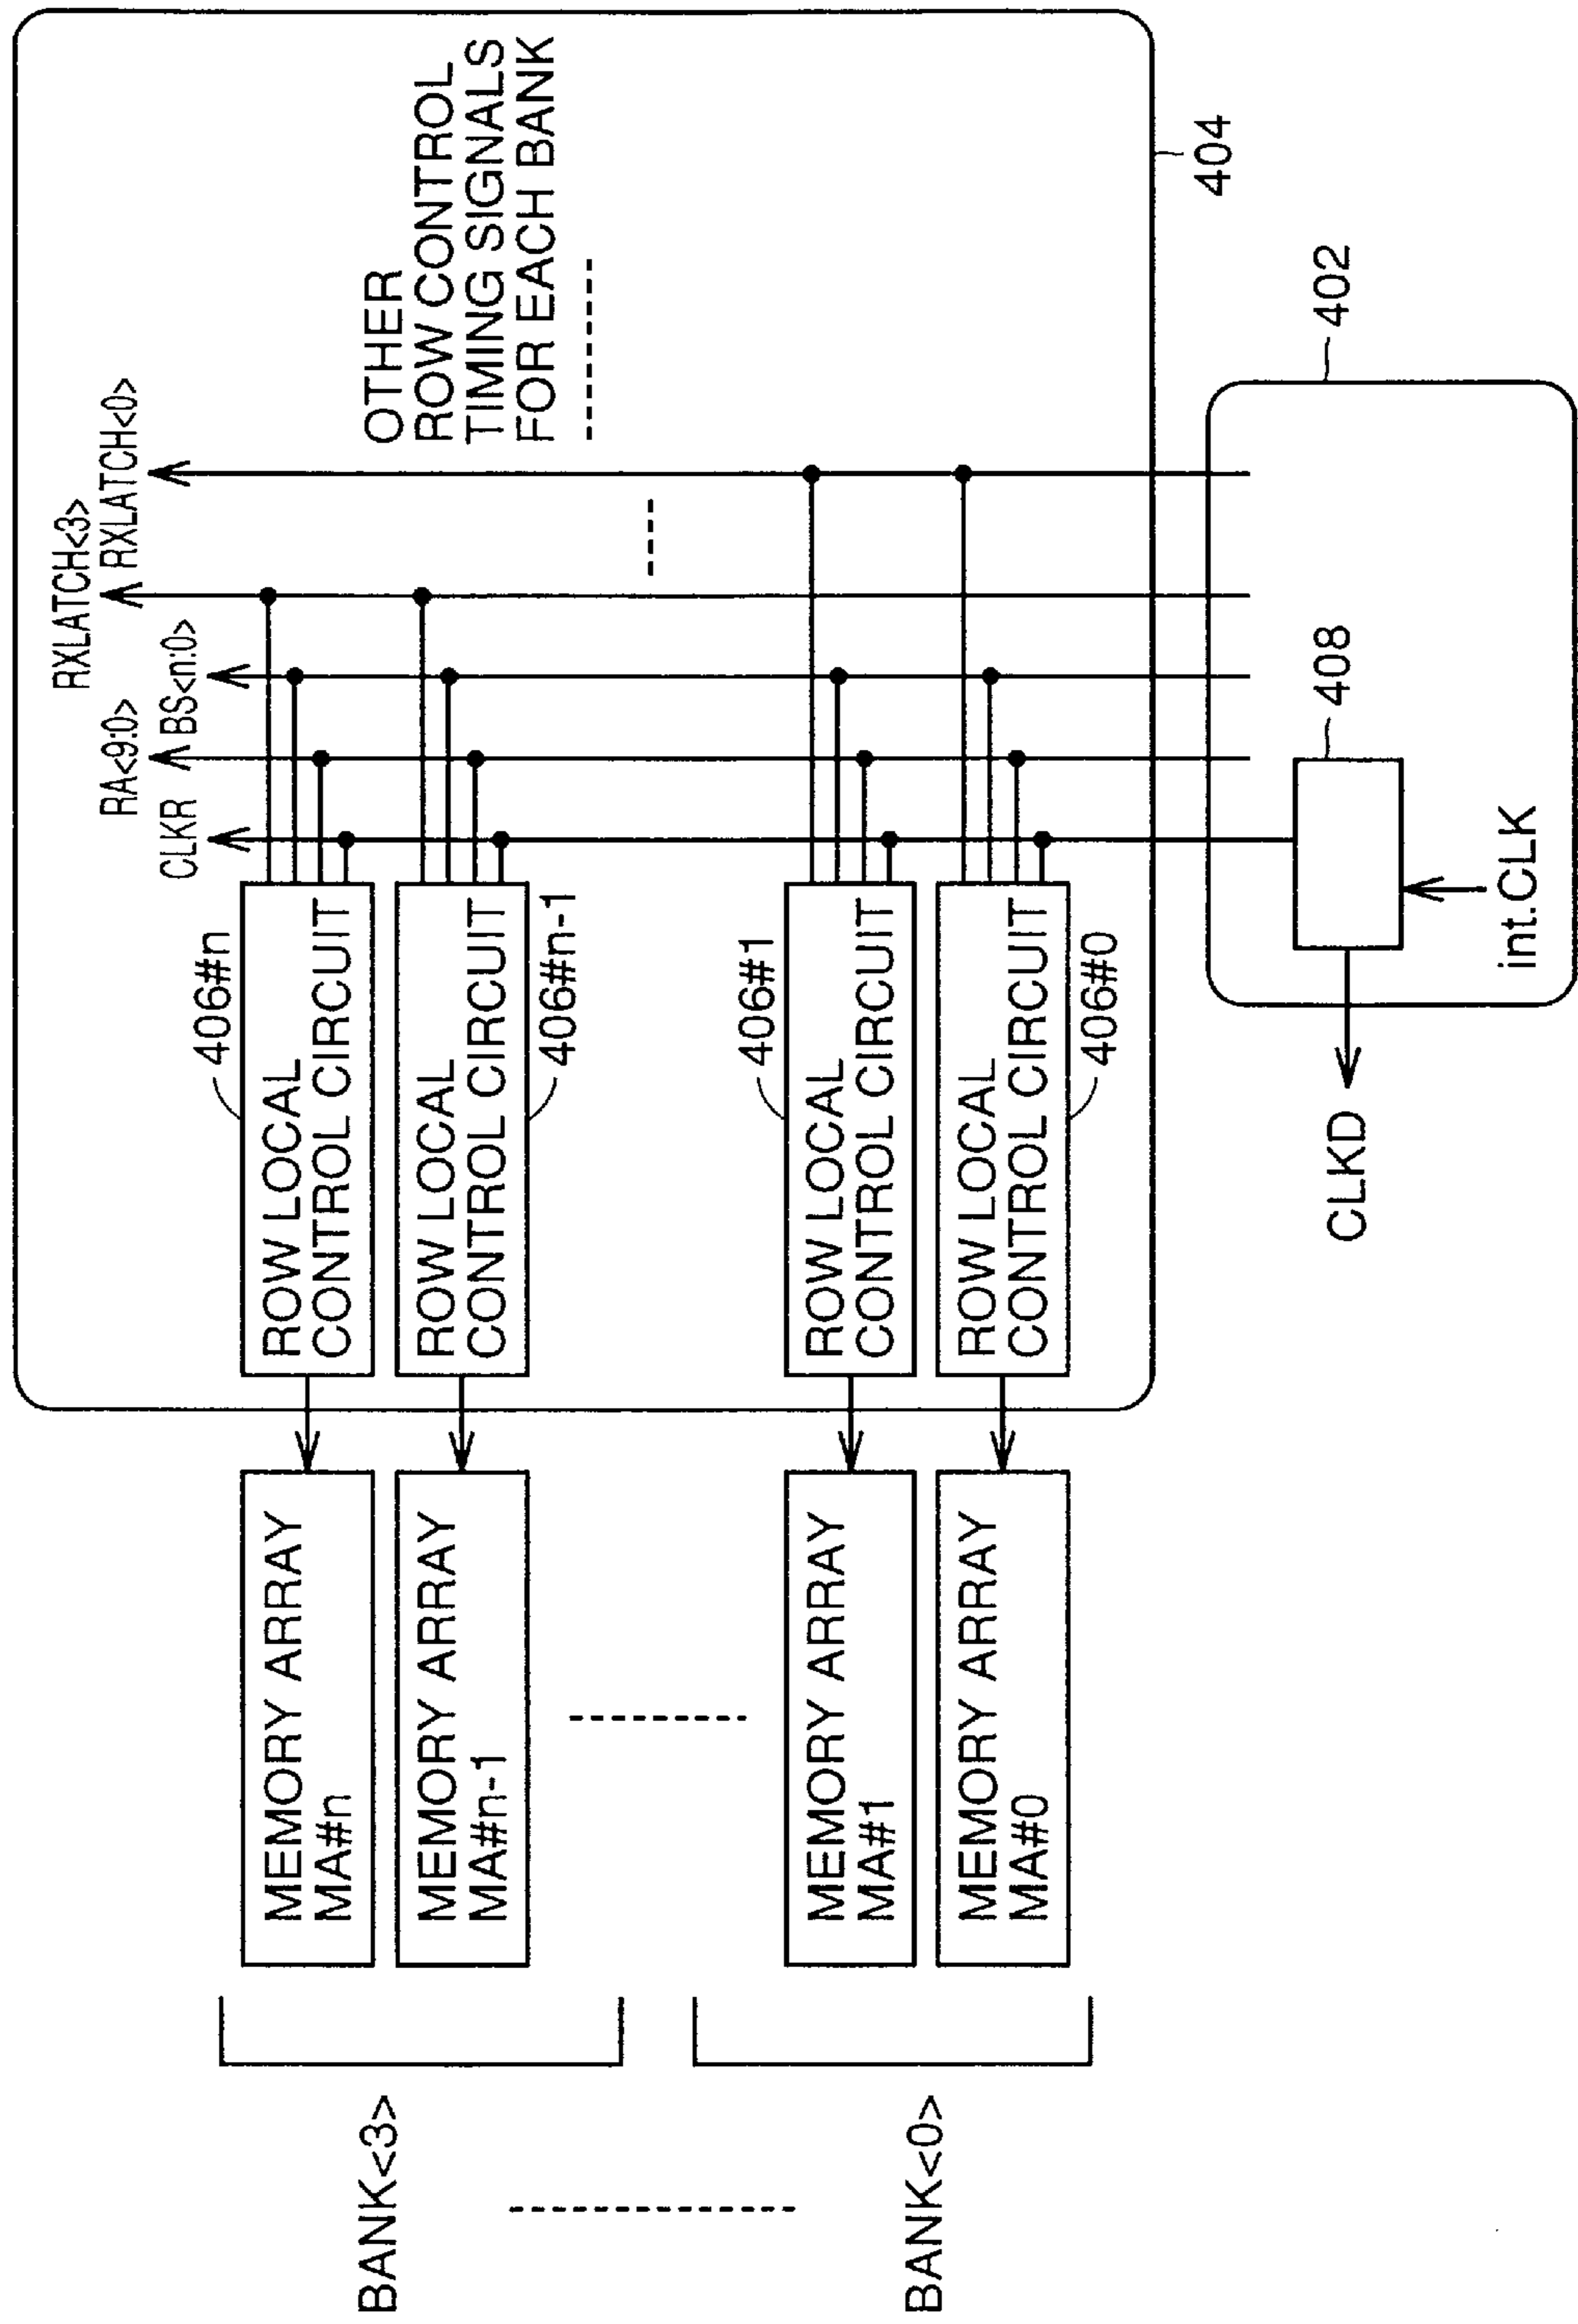 BANK<3>
BANK<0>
MEMORY ARRAY
MA#n
MEMORY ARRAY
MA#n-1
MEMORY ARRAY
MA#1
MEMORY ARRAY
MA#0
406#n
ROW LOCAL
CONTROL CIRCUIT
ROW LOCAL
CONTROL CIRCUIT
406#n-1
406#1
ROW LOCAL
CONTROL CIRCUIT
ROW LOCAL
CONTROL CIRCUIT
406#0
CLKR
RA<9:0>
BS<n:0>
RXLATCH<3>
RXLATCH<0>
OTHER
ROW CONTROL
TIMING SIGNALS
FOR EACH BANK
404
402
408
int.CLK
CLKD